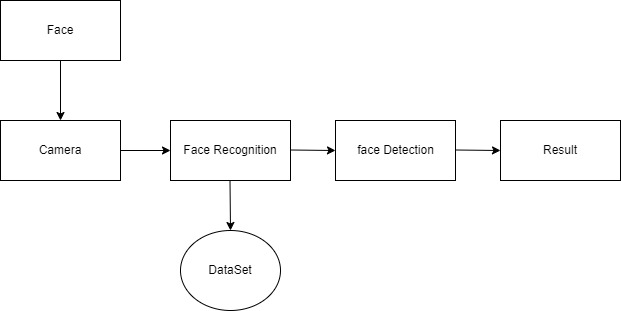 Face
Camera
Face Recognition
face Detection
Result
DataSet